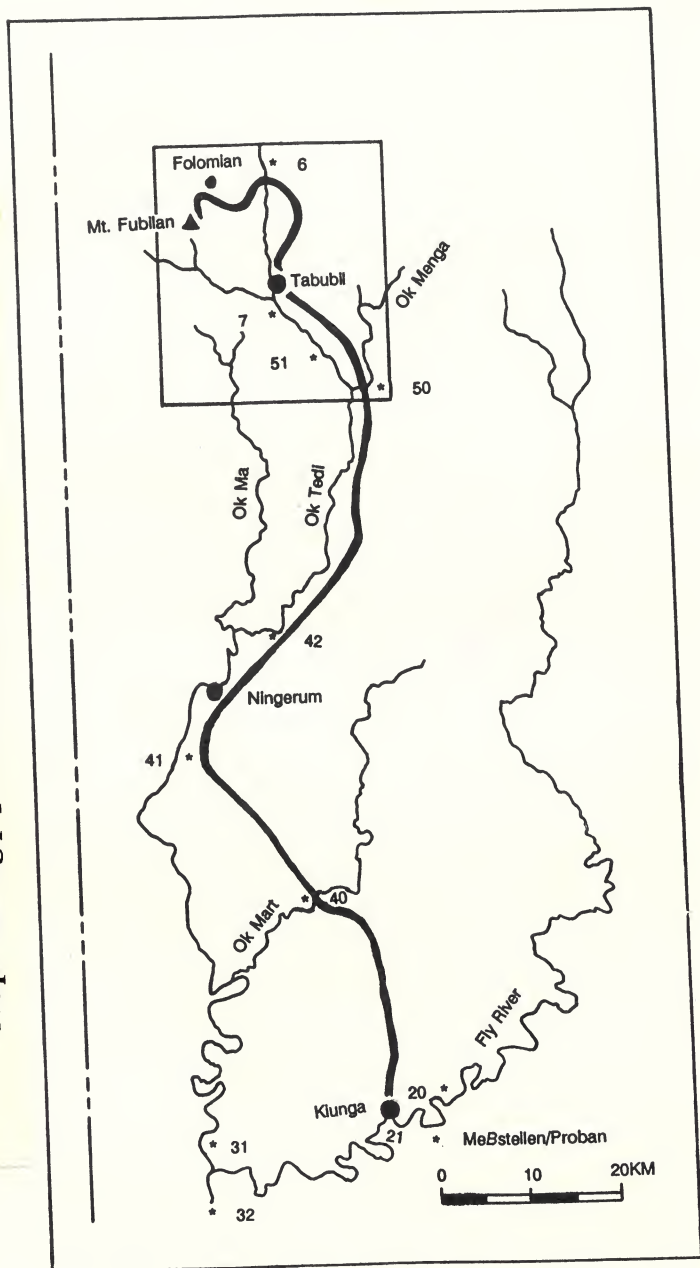 Folomian
6
Mt. Fubilan
Tabubil
Ok Menga
7
51
50
Ok Ma
Ok Tedi
42
Ningerum
41
40
Ok Mart
Fly River
Kiunga
20
21
MeBstellen/Proban
31
32
0 10 20KM